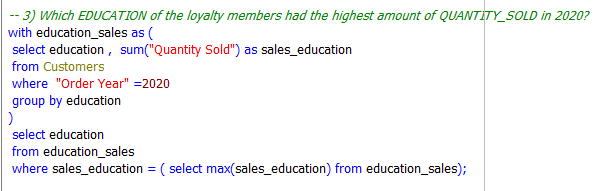 -- 3) Which EDUCATION of the loyalty members had the highest amount of QUANTITY_SOLD in 2020?
with education_sales as (
select education , sum("Quantity Sold") as sales_education
from Customers
where "Order Year" =2020
group by education
)
select education
from education_sales
where sales_education = ( select max(sales_education) from education_sales);